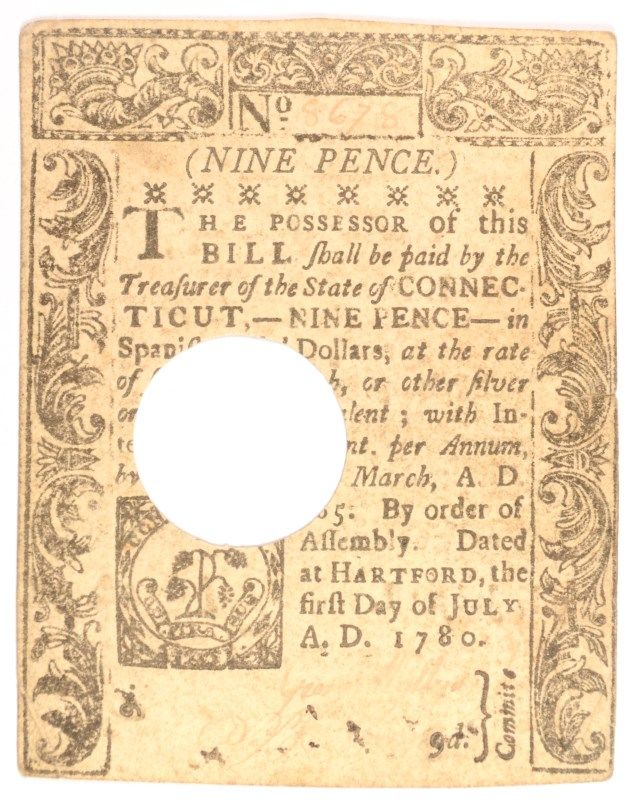 No. 8678
(NINE PENCE.)
THE POSSESSOR of this
BILL ſhall be paid by the
Treaſurer of the State of CONNEC-
TICUT,—NINE PENCE—in
Dollars, at the rate
of h, or other ſilver
or lent; with In-
te nt. per Annum,
by March, A. D
5: By order of
Aſſembly. Dated
at HARTFORD, the
firſt Day of JULY
A. D. 1780.
9d.
Committe